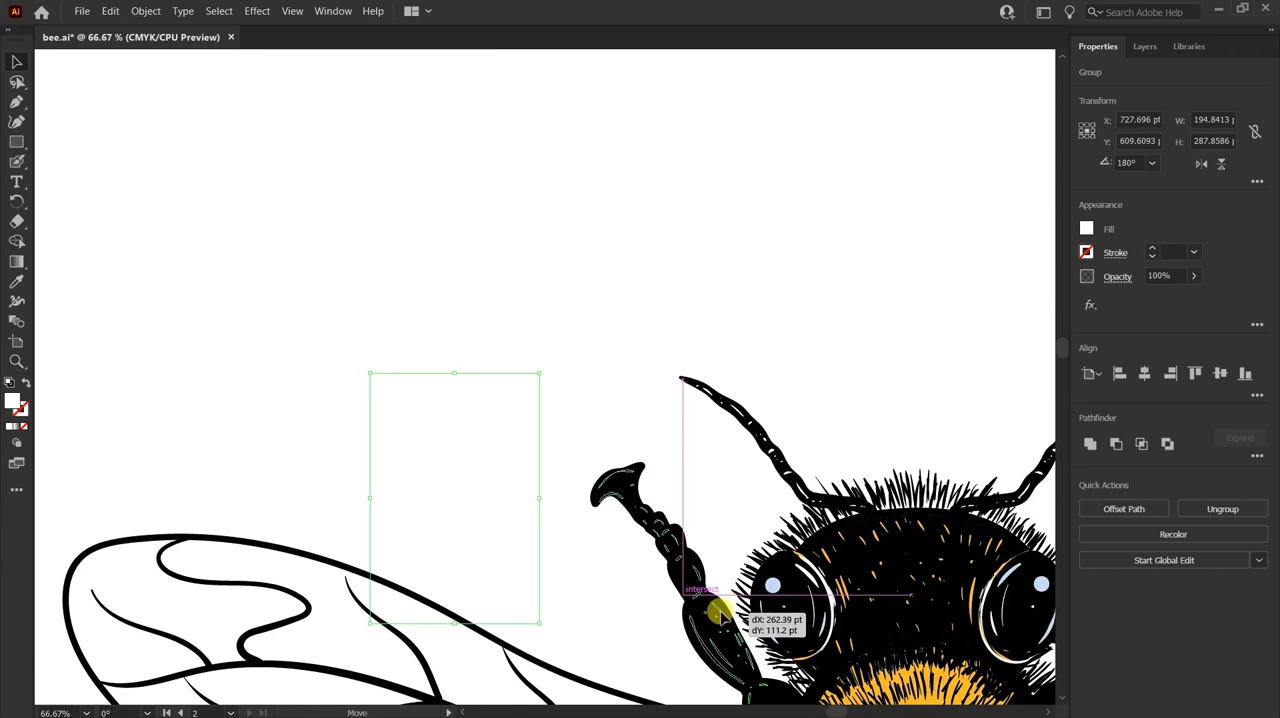 Ai File Edit Object Type Select Effect View Window Help Search Adobe Help
bee.ai* @ 66.67 % (CMYK/CPU Preview) ×
Properties Layers Libraries
Group
Transform
X: 727.696 pt W: 194.8413 p
Y: 609.6093 p H: 287.8586 p
180°
Appearance
Fill
Stroke
Opacity 100%
fx.
Align
Pathfinder
Expand
Quick Actions
Offset Path Ungroup
Recolor
Start Global Edit
intersect
dX: 262.39 pt
dY: 111.2 pt
66.67% 0° 2 Move